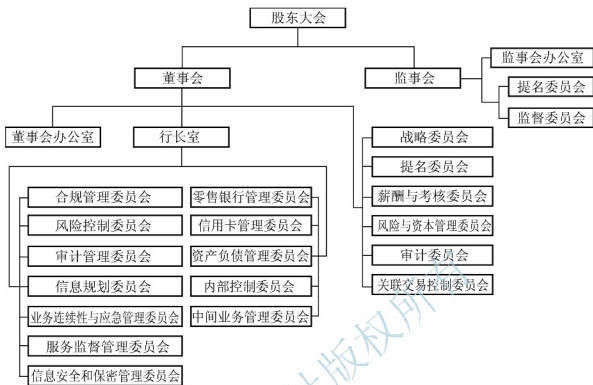 股东大会
董事会
监事会
监事会办公室
提名委员会
监督委员会
董事会办公室
行长室
战略委员会
提名委员会
薪酬与考核委员会
风险与资本管理委员会
审计委员会
关联交易控制委员会
合规管理委员会
风险控制委员会
审计管理委员会
信息规划委员会
业务连续性与应急管理委员会
服务监督管理委员会
信息安全和保密管理委员会
零售银行管理委员会
信用卡管理委员会
资产负债管理委员会
内部控制委员会
中间业务管理委员会
版权所有